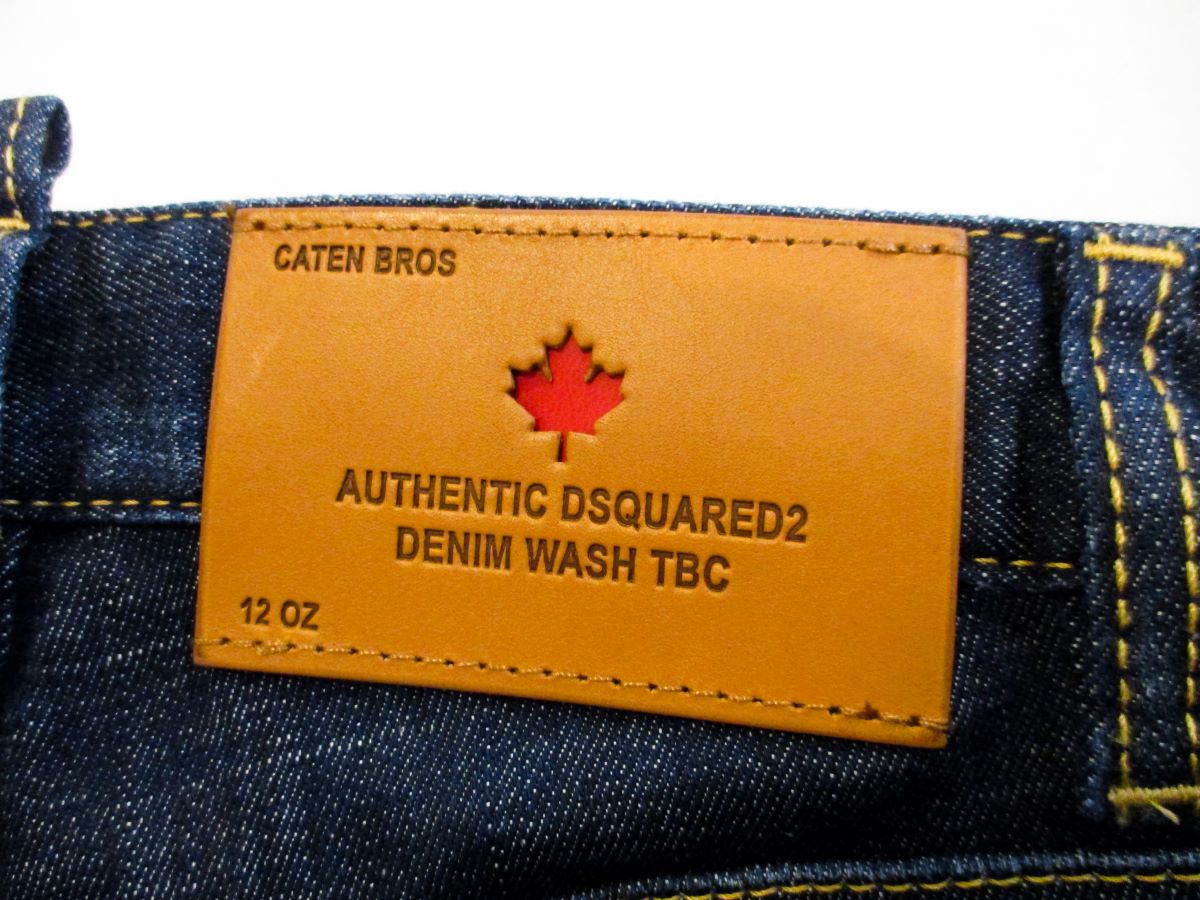 CATEN BROS
AUTHENTIC DSQUARED2
DENIM WASH TBC
12 OZ